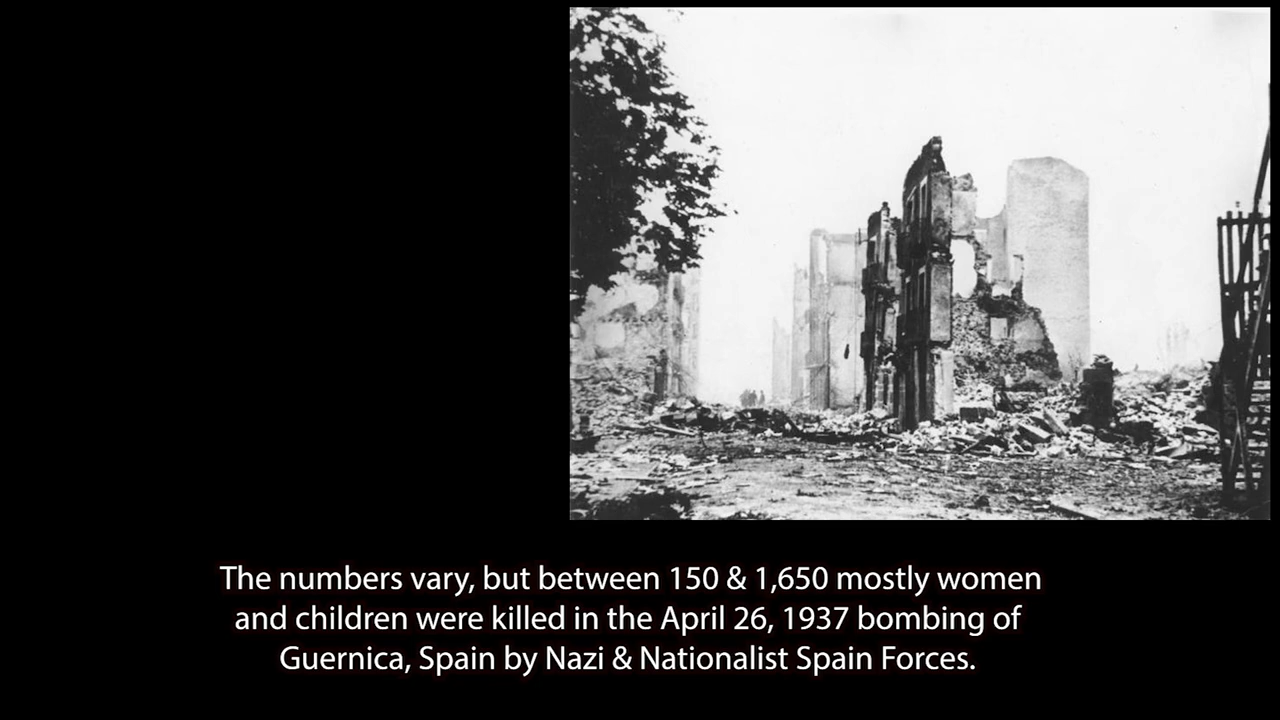 The numbers vary, but between 150 & 1,650 mostly women
and children were killed in the April 26, 1937 bombing of
Guernica, Spain by Nazi & Nationalist Spain Forces.